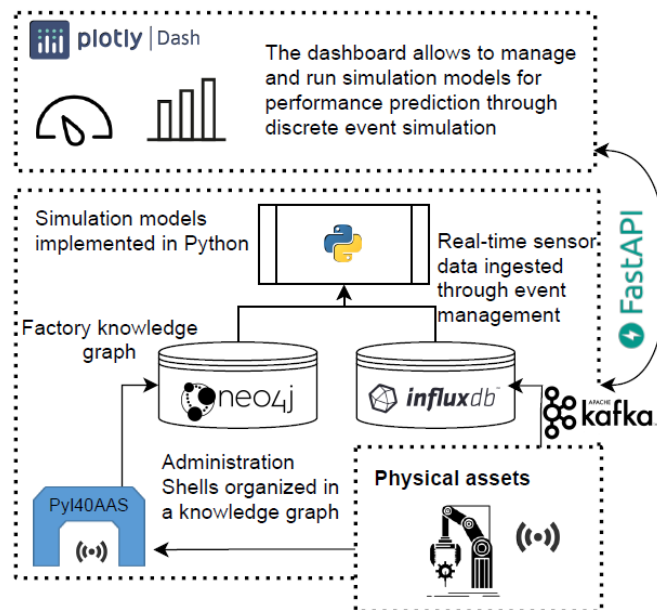 plotly | Dash
The dashboard allows to manage
and run simulation models for
performance prediction through
discrete event simulation
FastAPI
Simulation models
implemented in Python
Real-time sensor
data ingested
through event
management
Factory knowledge
graph
neo4j
influxdb
APACHE
kafka
Administration
Shells organized in
a knowledge graph
PyI40AAS
Physical assets